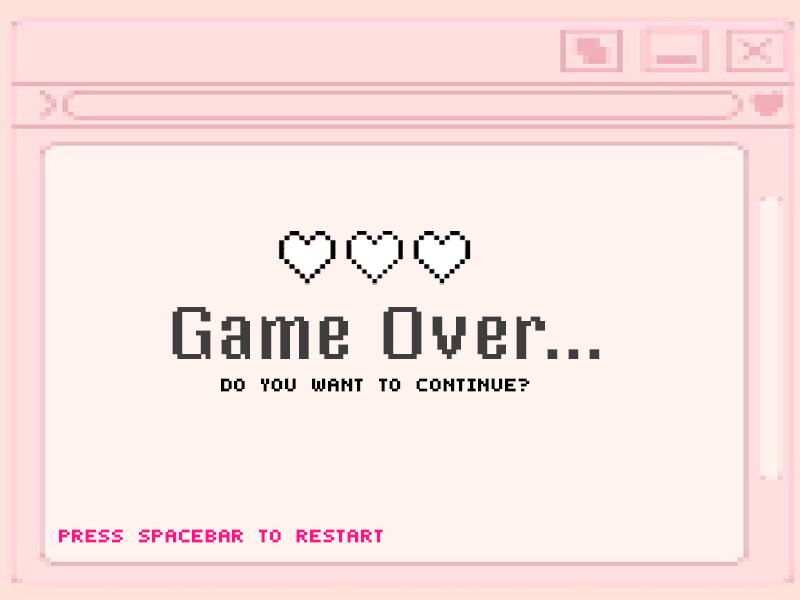 Game Over...
DO YOU WANT TO CONTINUE?
PRESS SPACEBAR TO RESTART